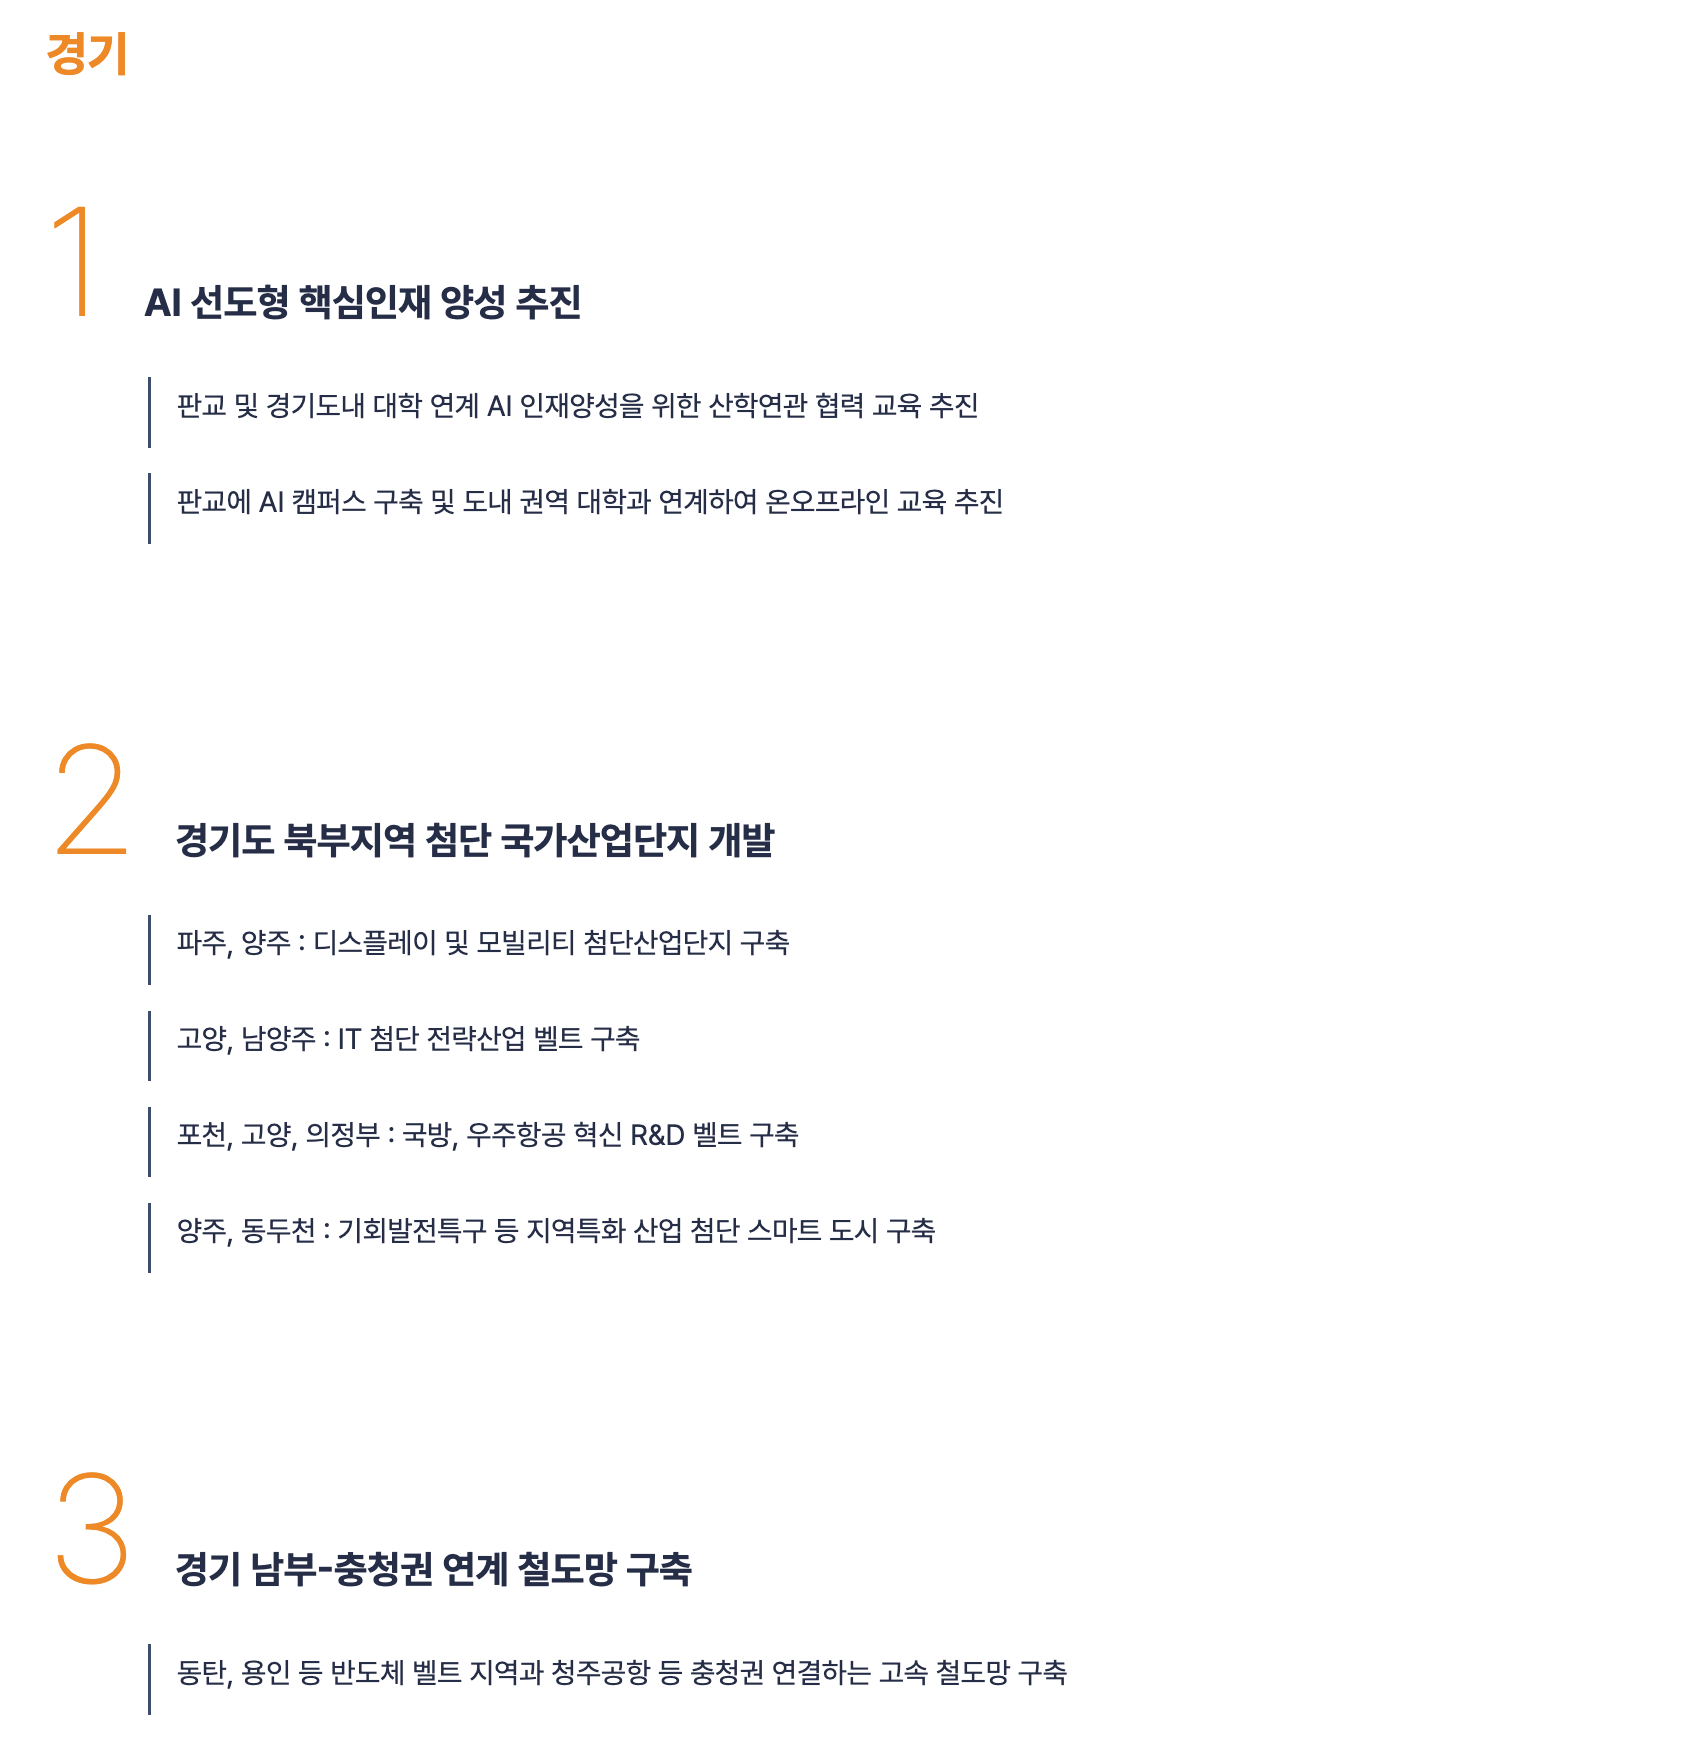 경기
1
AI 선도형 핵심인재 양성 추진
판교 및 경기도내 대학 연계 AI 인재양성을 위한 산학연관 협력 교육 추진
판교에 AI 캠퍼스 구축 및 도내 권역 대학과 연계하여 온오프라인 교육 추진
2
경기도 북부지역 첨단 국가산업단지 개발
파주, 양주 : 디스플레이 및 모빌리티 첨단산업단지 구축
고양, 남양주 : IT 첨단 전략산업 벨트 구축
포천, 고양, 의정부 : 국방, 우주항공 혁신 R&D 벨트 구축
양주, 동두천 : 기회발전특구 등 지역특화 산업 첨단 스마트 도시 구축
3
경기 남부-충청권 연계 철도망 구축
동탄, 용인 등 반도체 벨트 지역과 청주공항 등 충청권 연결하는 고속 철도망 구축